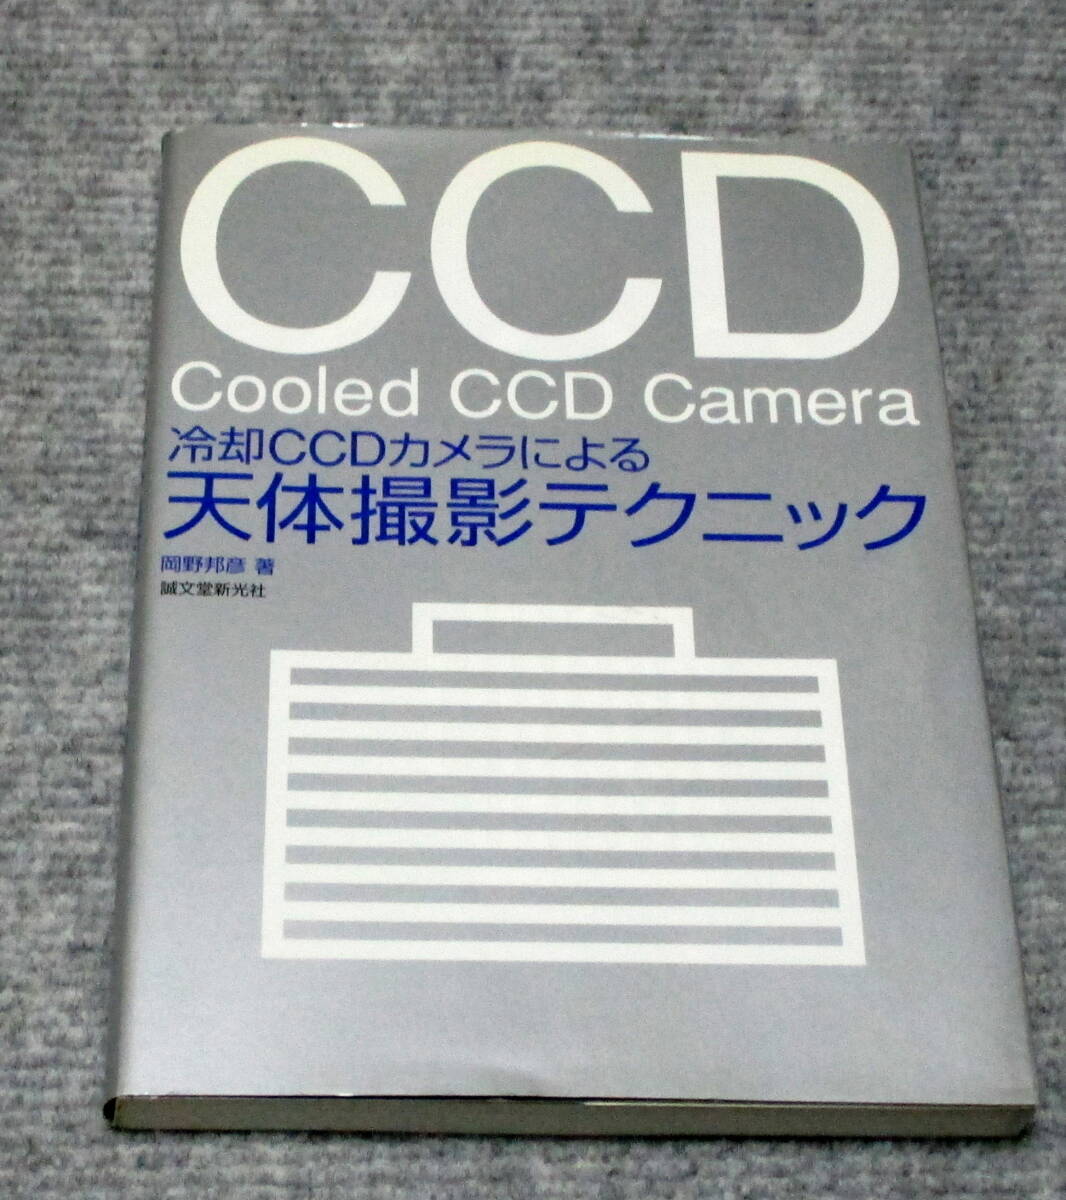 CCD
Cooled CCD Camera
冷却CCDカメラによる
天体撮影テクニック
岡野邦彦 著
誠文堂新光社